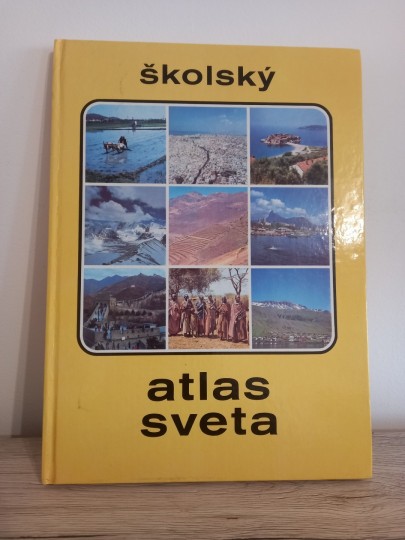 školský
atlas
sveta